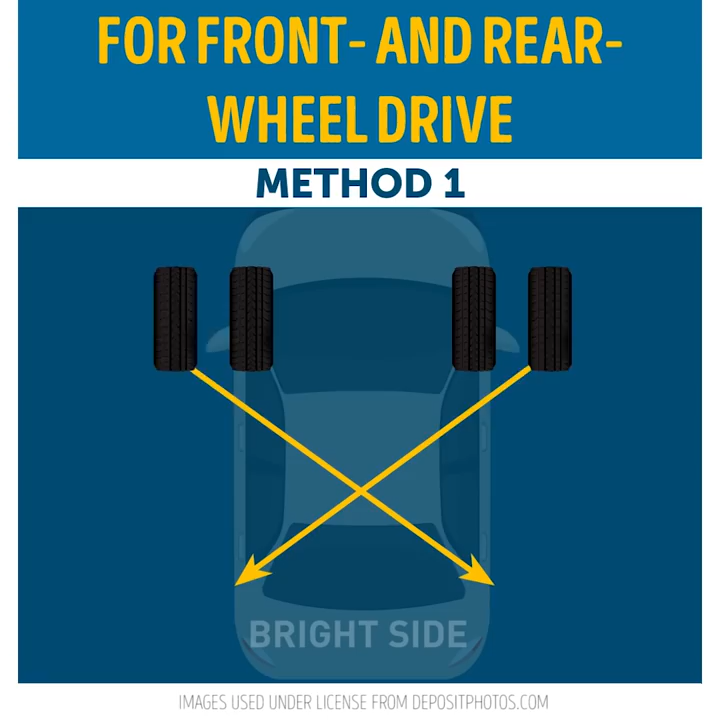 FOR FRONT- AND REAR-
WHEEL DRIVE
METHOD 1
BRIGHT SIDE
IMAGES USED UNDER LICENSE FROM DEPOSITPHOTOS.COM